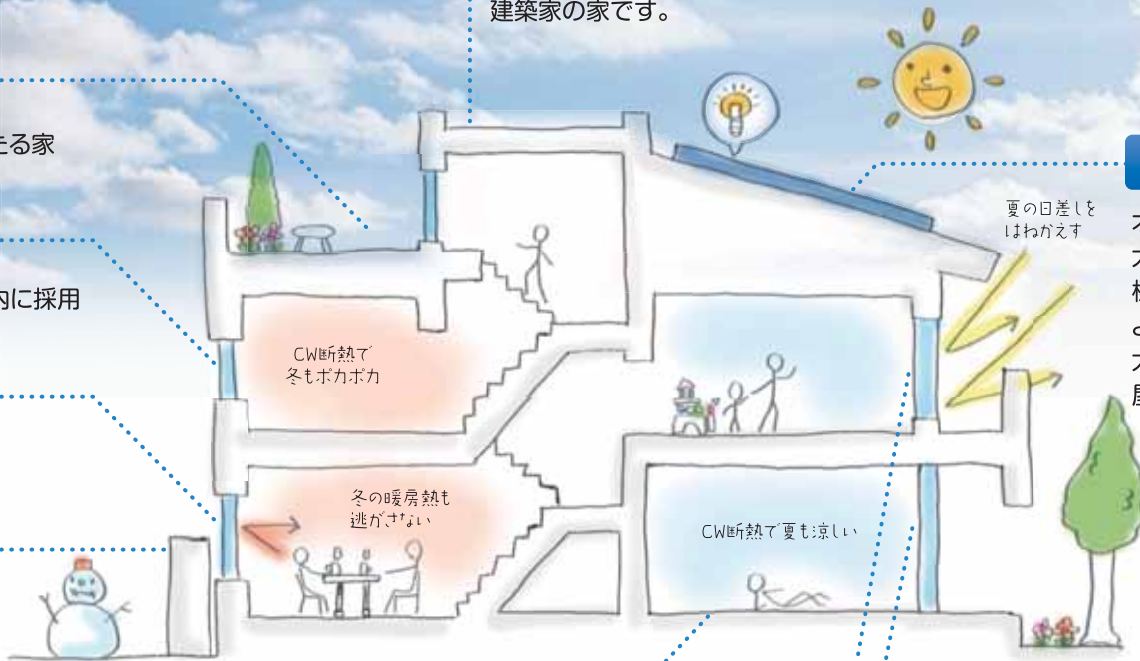 建築家の家です。
たる家
内に採用
夏の日差しを
はねかえす
CW断熱で
冬もポカポカ
冬の暖房熱も
逃がさない
CW断熱で夏も涼しい